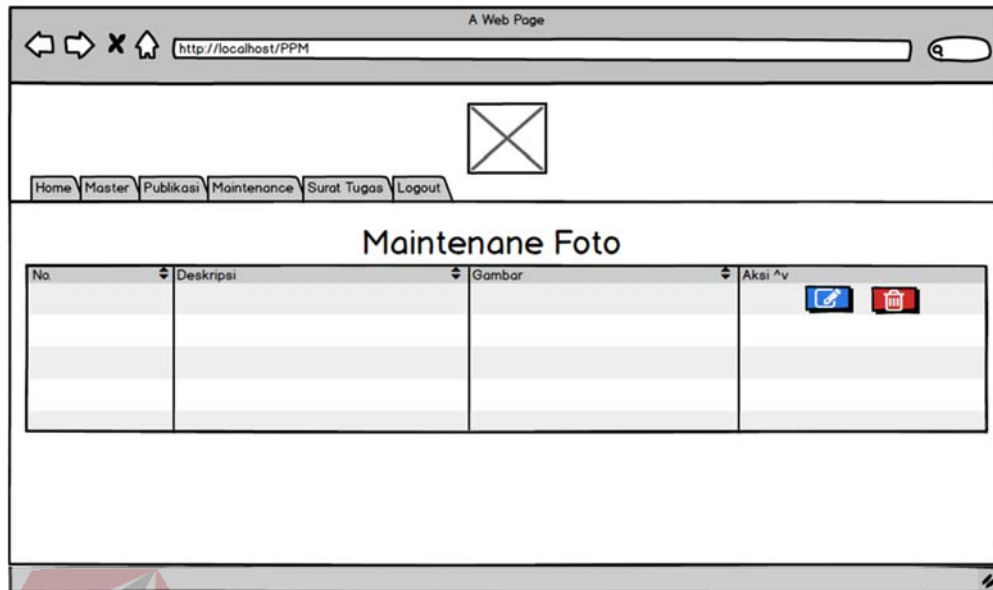 A Web Page
http://localhost/PPM
Home Master Publikasi Maintenance Surat Tugas Logout
Maintenane Foto
No. Deskripsi Gambar Aksi ^v